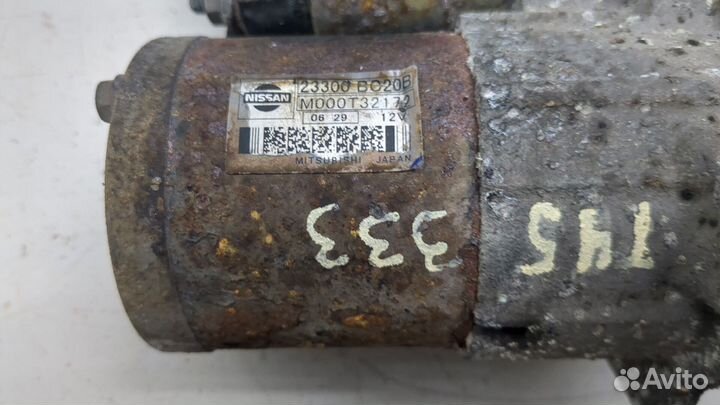 23300 BC20B
NISSAN
M000T32172
06 29 12V
MITSUBISHI JAPAN
333
145
Avito